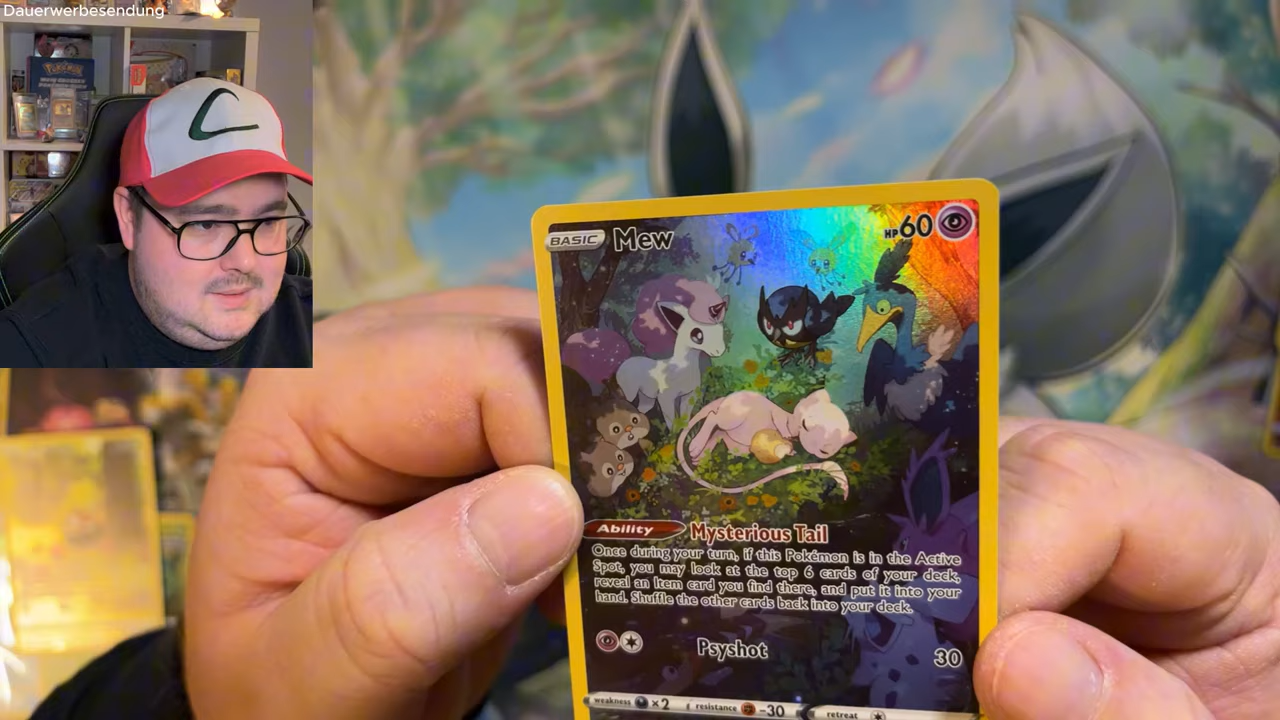 Dauerwerbesendung
Pokémon
BASIC Mew HP 60
Ability Mysterious Tail
Once during your turn, if this Pokémon is in the Active
Spot, you may look at the top 6 cards of your deck,
reveal an Item card you find there, and put it into your
hand. Shuffle the other cards back into your deck.
Psyshot 30
weakness ×2 resistance -30 retreat